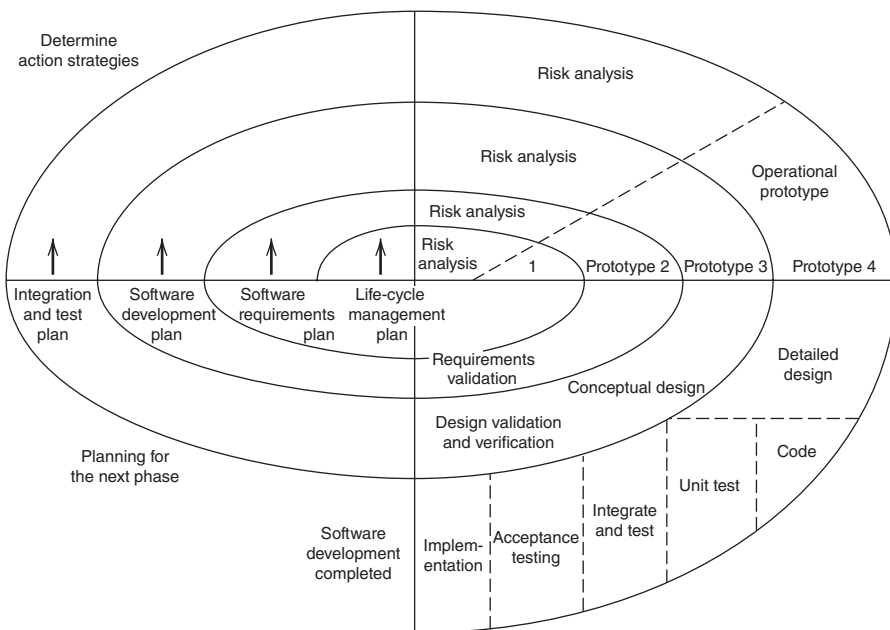 Determine
action strategies
Risk analysis
Risk analysis
Operational
prototype
Risk analysis
Risk
analysis
1
Prototype 2
Prototype 3
Prototype 4
Integration
and test
plan
Software
development
plan
Software
requirements
plan
Life-cycle
management
plan
Requirements
validation
Conceptual design
Detailed
design
Design validation
and verification
Planning for
the next phase
Code
Unit test
Integrate
and test
Acceptance
testing
Implem-
entation
Software
development
completed